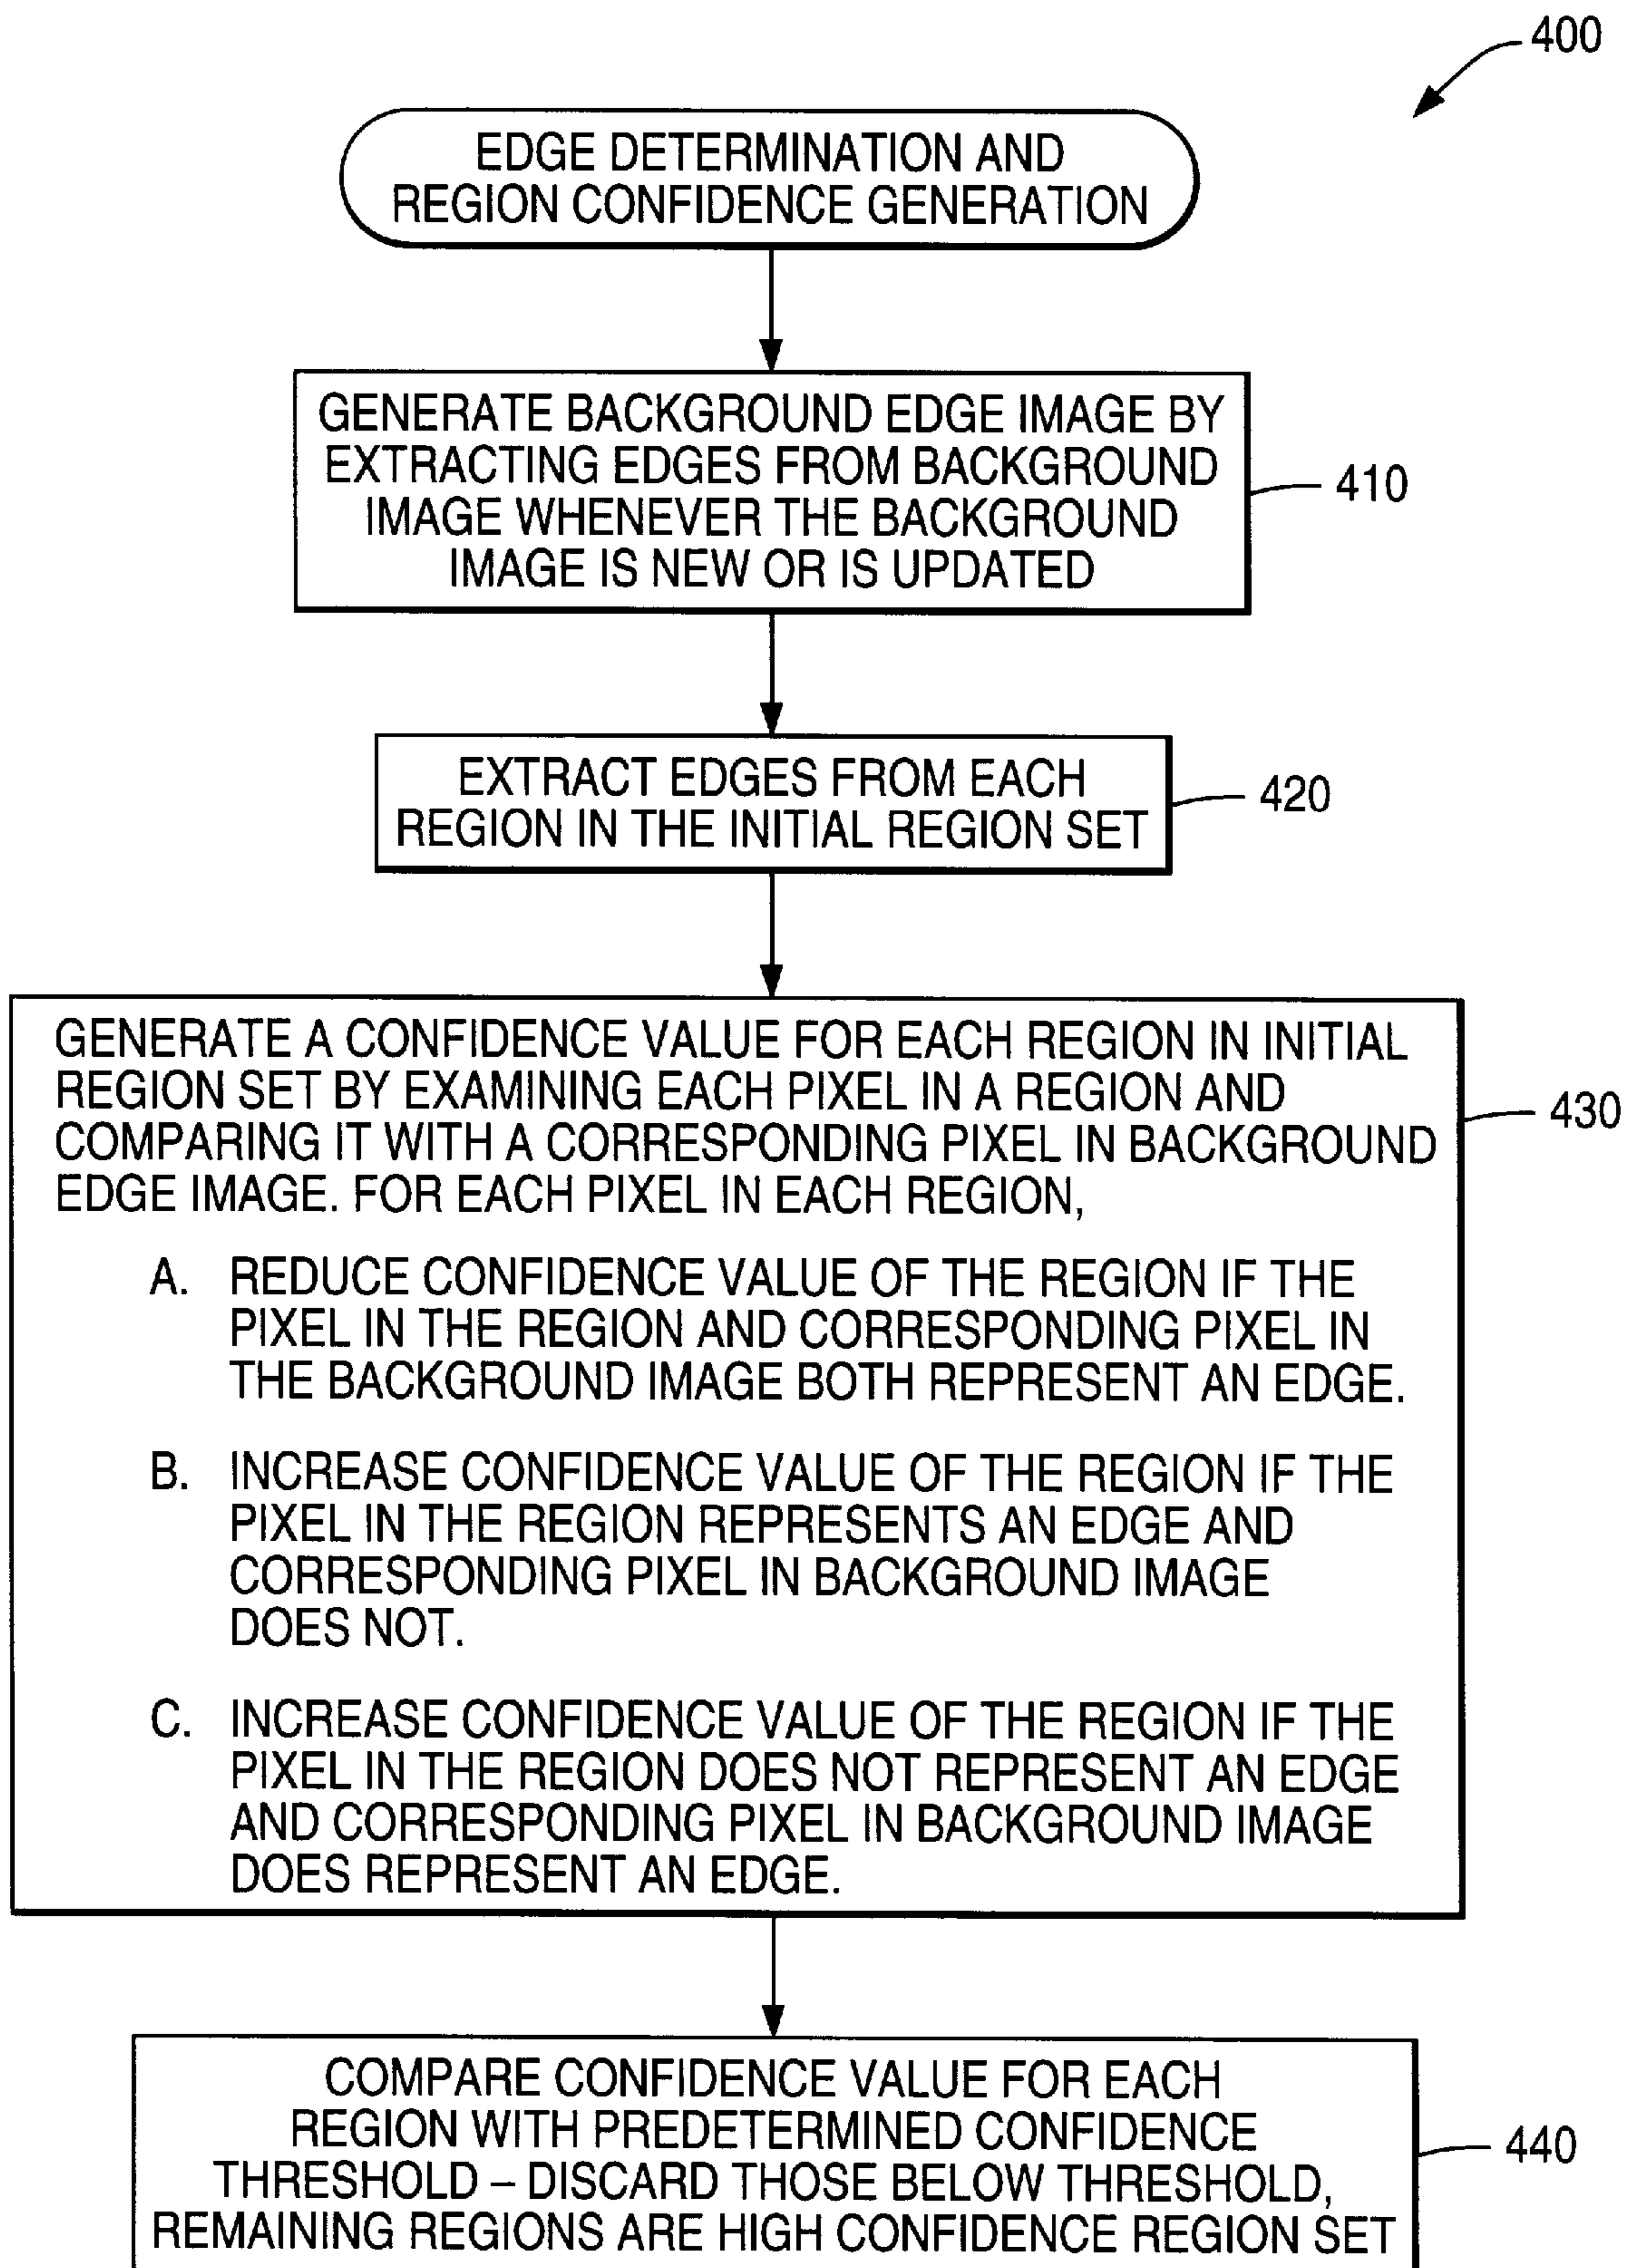 400
EDGE DETERMINATION AND
REGION CONFIDENCE GENERATION
GENERATE BACKGROUND EDGE IMAGE BY
EXTRACTING EDGES FROM BACKGROUND
IMAGE WHENEVER THE BACKGROUND
IMAGE IS NEW OR IS UPDATED
410
EXTRACT EDGES FROM EACH
REGION IN THE INITIAL REGION SET
420
GENERATE A CONFIDENCE VALUE FOR EACH REGION IN INITIAL
REGION SET BY EXAMINING EACH PIXEL IN A REGION AND
COMPARING IT WITH A CORRESPONDING PIXEL IN BACKGROUND
EDGE IMAGE. FOR EACH PIXEL IN EACH REGION,
430
A. REDUCE CONFIDENCE VALUE OF THE REGION IF THE
PIXEL IN THE REGION AND CORRESPONDING PIXEL IN
THE BACKGROUND IMAGE BOTH REPRESENT AN EDGE.
B. INCREASE CONFIDENCE VALUE OF THE REGION IF THE
PIXEL IN THE REGION REPRESENTS AN EDGE AND
CORRESPONDING PIXEL IN BACKGROUND IMAGE
DOES NOT.
C. INCREASE CONFIDENCE VALUE OF THE REGION IF THE
PIXEL IN THE REGION DOES NOT REPRESENT AN EDGE
AND CORRESPONDING PIXEL IN BACKGROUND IMAGE
DOES REPRESENT AN EDGE.
COMPARE CONFIDENCE VALUE FOR EACH
REGION WITH PREDETERMINED CONFIDENCE
THRESHOLD – DISCARD THOSE BELOW THRESHOLD,
REMAINING REGIONS ARE HIGH CONFIDENCE REGION SET
440